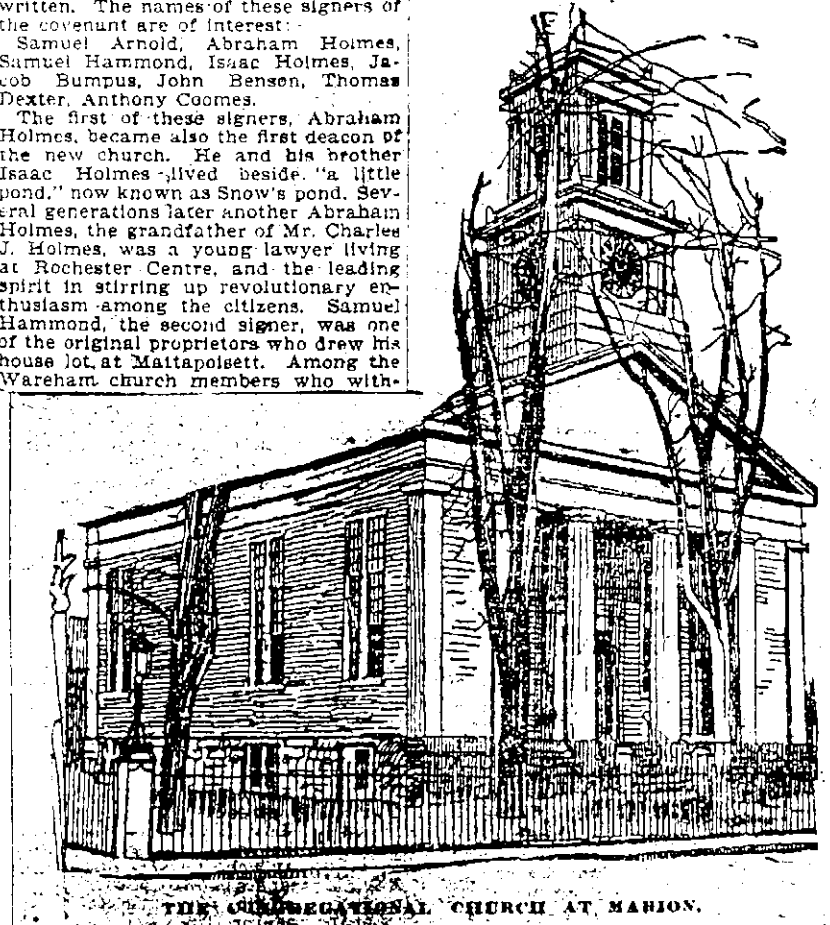 written. The names of these signers of
the covenant are of interest:
Samuel Arnold, Abraham Holmes,
Samuel Hammond, Isaac Holmes, Ja-
cob Bumpus, John Benson, Thomas
Dexter, Anthony Coomes.
The first of these signers, Abraham
Holmes, became also the first deacon of
the new church. He and his brother
Isaac Holmes lived beside "a little
pond," now known as Snow's pond. Sev-
eral generations later another Abraham
Holmes, the grandfather of Mr. Charles
J. Holmes, was a young lawyer living
at Rochester Centre, and the leading
spirit in stirring up revolutionary en-
thusiasm among the citizens. Samuel
Hammond, the second signer, was one
of the original proprietors who drew his
house lot at Mattapoisett. Among the
Wareham church members who with-
THE CONGREGATIONAL CHURCH AT MARION.